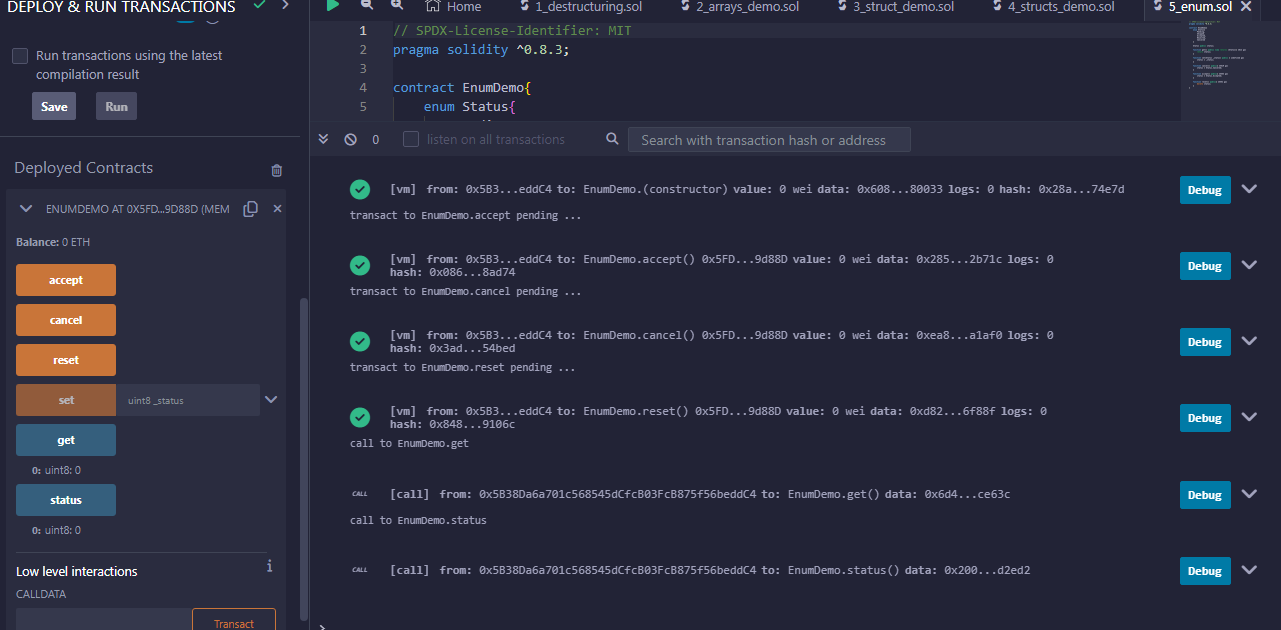 DEPLOY & RUN TRANSACTIONS
Run transactions using the latest
compilation result
Save Run
Deployed Contracts
ENUMDEMO AT 0X5FD...9D88D (MEM
Balance: 0 ETH
accept
cancel
reset
set uint8 _status
get
0: uint8: 0
status
0: uint8: 0
Low level interactions i
CALLDATA
Transact
Home 1_destructuring.sol 2_arrays_demo.sol 3_struct_demo.sol 4_structs_demo.sol 5_enum.sol
1 // SPDX-License-Identifier: MIT
2 pragma solidity ^0.8.3;
3
4 contract EnumDemo{
5 enum Status{
0 listen on all transactions Search with transaction hash or address
[vm] from: 0x5B3...eddC4 to: EnumDemo.(constructor) value: 0 wei data: 0x608...80033 logs: 0 hash: 0x28a...74e7d Debug
transact to EnumDemo.accept pending ...
[vm] from: 0x5B3...eddC4 to: EnumDemo.accept() 0x5FD...9d88D value: 0 wei data: 0x285...2b71c logs: 0
hash: 0x086...8ad74 Debug
transact to EnumDemo.cancel pending ...
[vm] from: 0x5B3...eddC4 to: EnumDemo.cancel() 0x5FD...9d88D value: 0 wei data: 0xea8...a1af0 logs: 0
hash: 0x3ad...54bed Debug
transact to EnumDemo.reset pending ...
[vm] from: 0x5B3...eddC4 to: EnumDemo.reset() 0x5FD...9d88D value: 0 wei data: 0xd82...6f88f logs: 0
hash: 0x848...9106c Debug
call to EnumDemo.get
CALL [call] from: 0x5B38Da6a701c568545dCfcB03FcB875f56beddC4 to: EnumDemo.get() data: 0x6d4...ce63c Debug
call to EnumDemo.status
CALL [call] from: 0x5B38Da6a701c568545dCfcB03FcB875f56beddC4 to: EnumDemo.status() data: 0x200...d2ed2 Debug
>